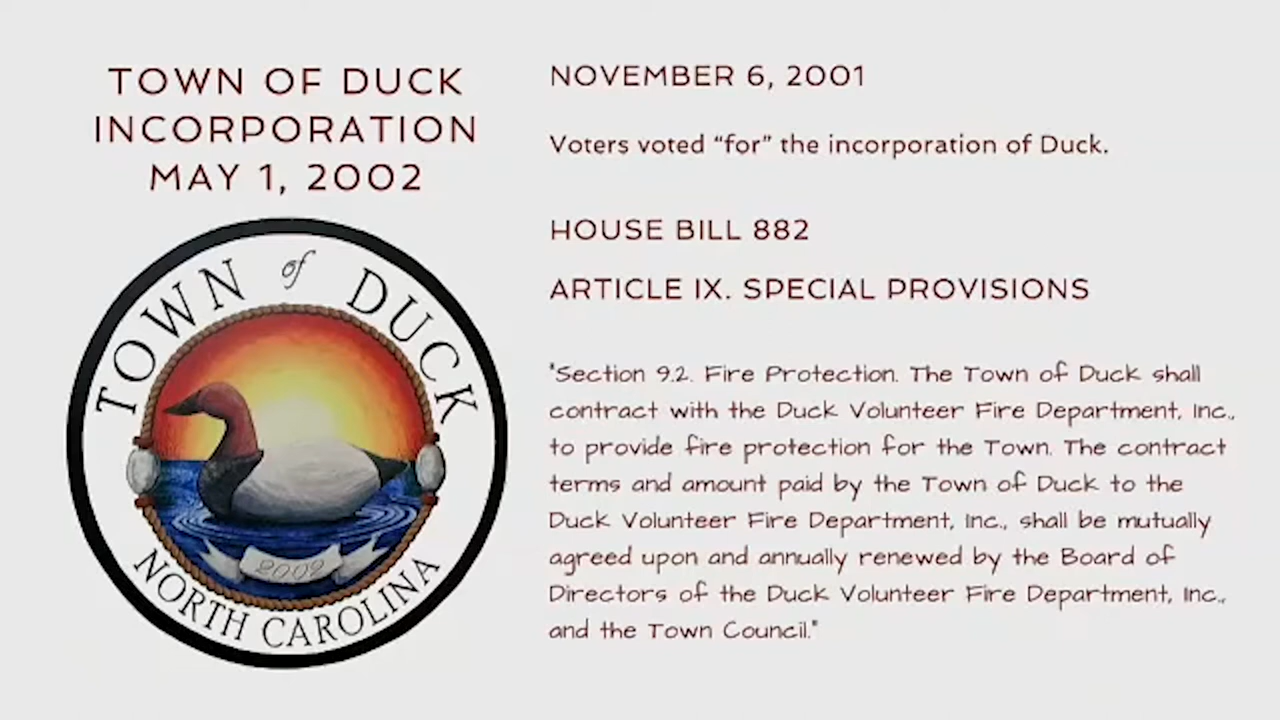 TOWN OF DUCK
INCORPORATION
MAY 1, 2002
TOWN of DUCK
2002
NORTH CAROLINA
NOVEMBER 6, 2001
Voters voted “for” the incorporation of Duck.
HOUSE BILL 882
ARTICLE IX. SPECIAL PROVISIONS
"Section 9.2. Fire Protection. The Town of Duck shall
contract with the Duck Volunteer Fire Department, Inc.,
to provide fire protection for the Town. The contract
terms and amount paid by the Town of Duck to the
Duck Volunteer Fire Department, Inc., shall be mutually
agreed upon and annually renewed by the Board of
Directors of the Duck Volunteer Fire Department, Inc.,
and the Town Council."